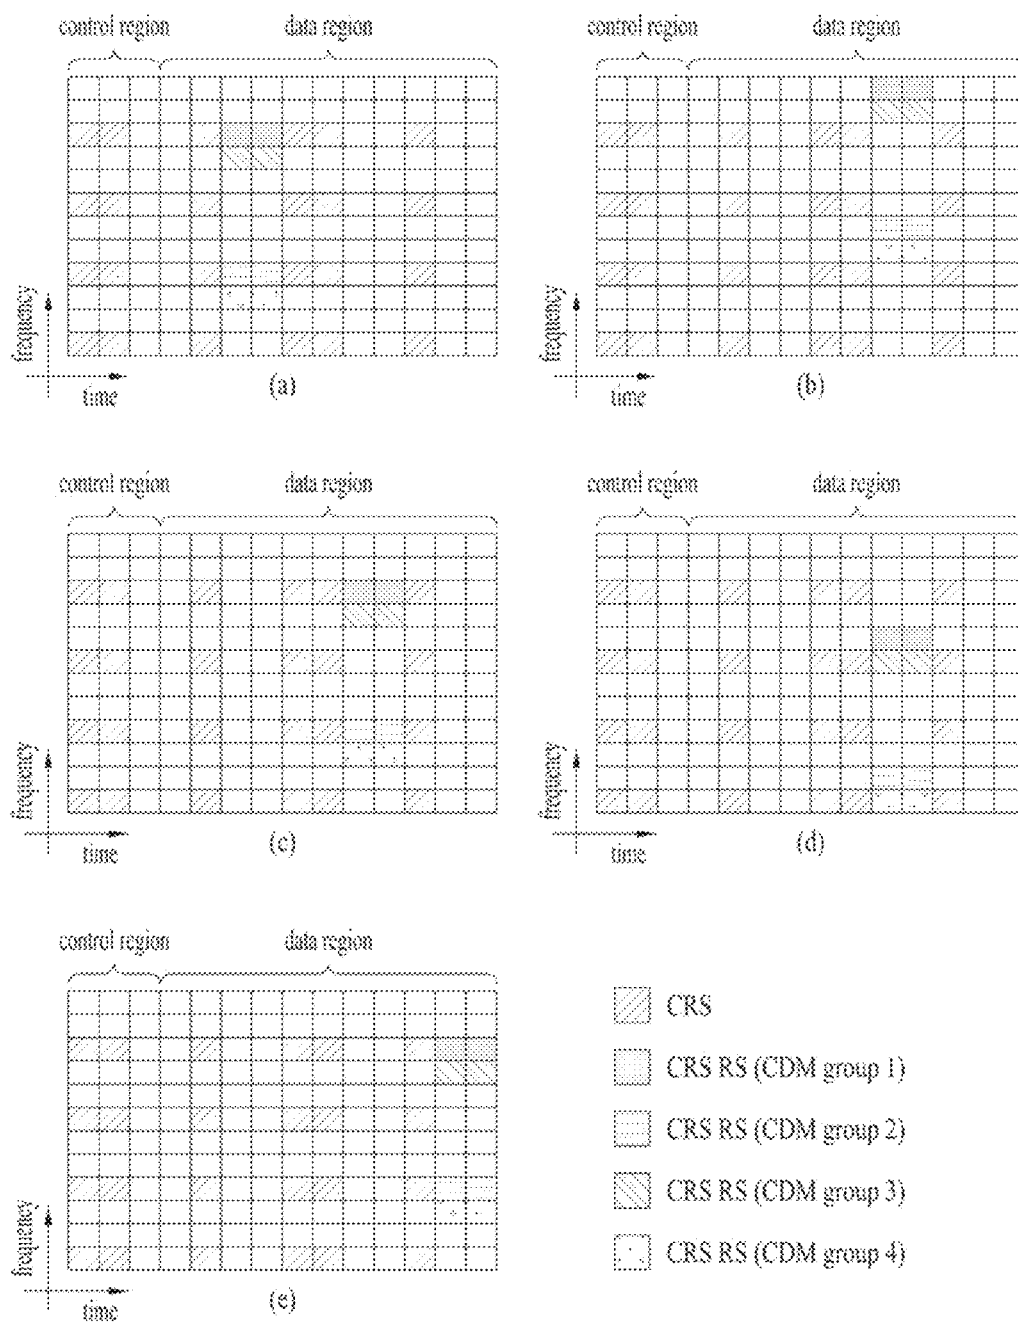 control region data region
control region data region
frequency
time
(a)
frequency
time
(b)
control region data region
control region data region
frequency
time
(c)
frequency
time
(d)
control region data region
frequency
time
(e)
CRS
CRS RS (CDM group 1)
CRS RS (CDM group 2)
CRS RS (CDM group 3)
CRS RS (CDM group 4)